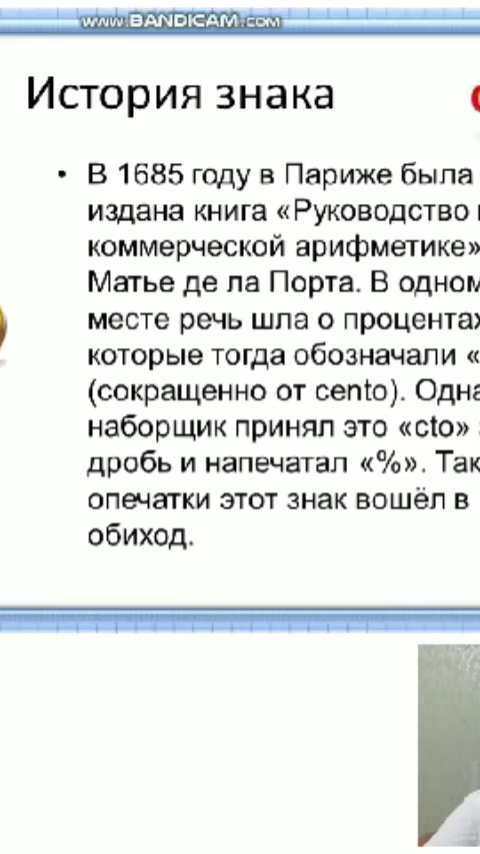 www.BANDICAM.com
История знака
• В 1685 году в Париже была
издана книга «Руководство
коммерческой арифметике»
Матье де ла Порта. В одном
месте речь шла о процентах
которые тогда обозначали «
(сокращенно от cento). Одна
наборщик принял это «cto»
дробь и напечатал «%». Так
опечатки этот знак вошёл в
обиход.